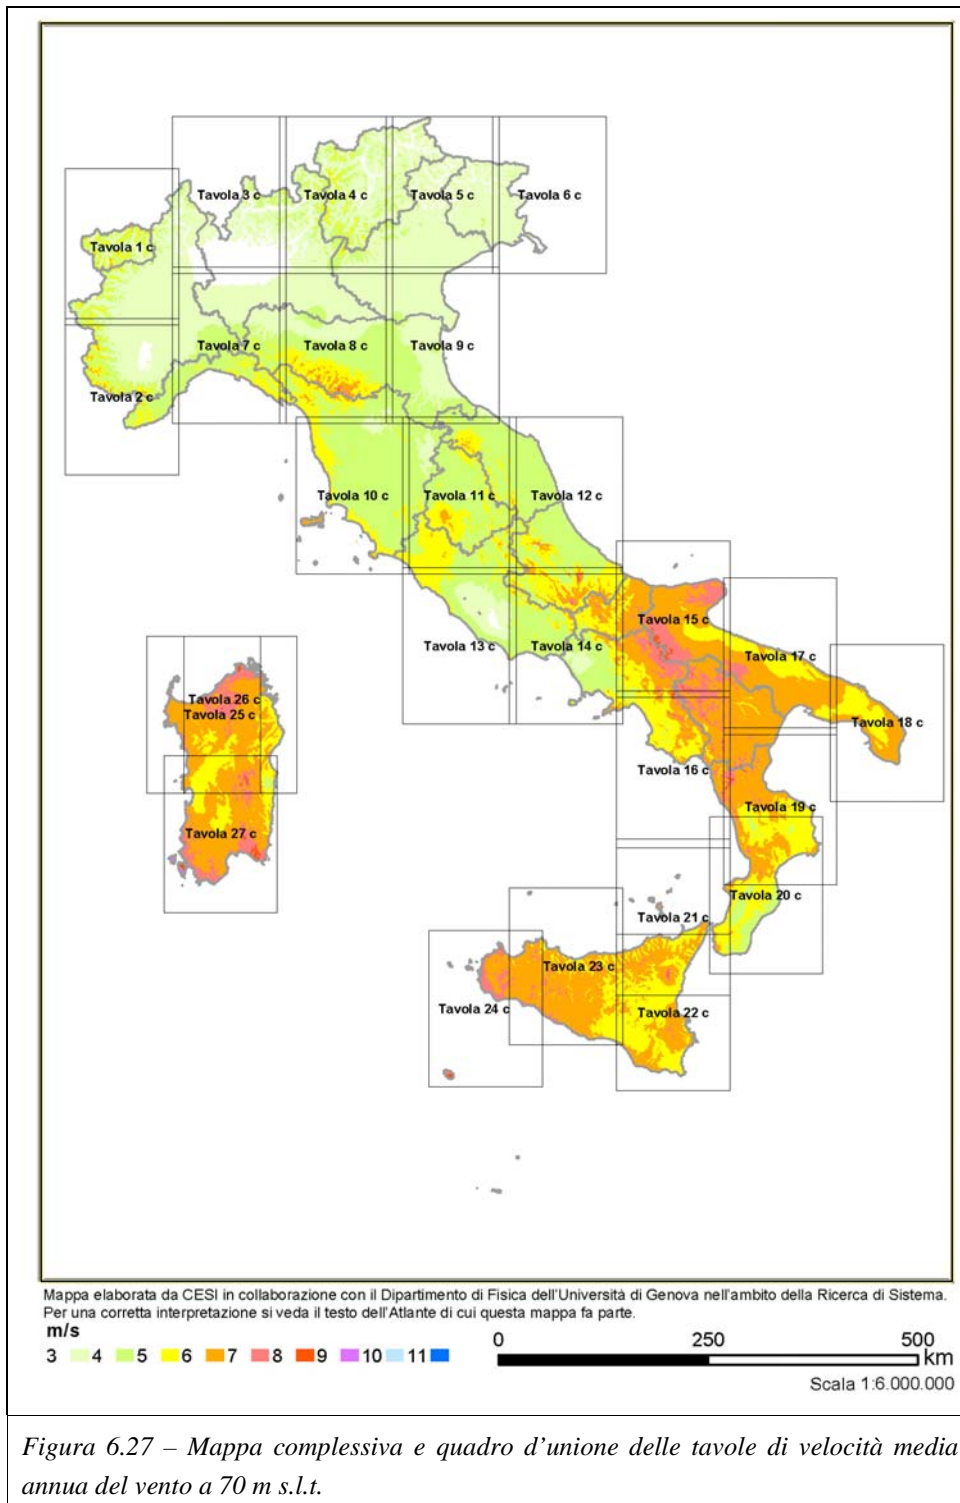 Tavola 3 c
Tavola 4 c
Tavola 5 c
Tavola 6 c
Tavola 1 c
Tavola 7 c
Tavola 8 c
Tavola 9 c
Tavola 2 c
Tavola 10 c
Tavola 11 c
Tavola 12 c
Tavola 15 c
Tavola 13 c
Tavola 14 c
Tavola 17 c
Tavola 26 c
Tavola 25 c
Tavola 18 c
Tavola 16 c
Tavola 19 c
Tavola 27 c
Tavola 20 c
Tavola 21 c
Tavola 23 c
Tavola 24 c
Tavola 22 c
Mappa elaborata da CESI in collaborazione con il Dipartimento di Fisica dell'Università di Genova nell'ambito della Ricerca di Sistema.
Per una corretta interpretazione si veda il testo dell'Atlante di cui questa mappa fa parte.
m/s
3 4 5 6 7 8 9 10 11
0 250 500
km
Scala 1:6.000.000
Figura 6.27 – Mappa complessiva e quadro d'unione delle tavole di velocità media
annua del vento a 70 m s.l.t.